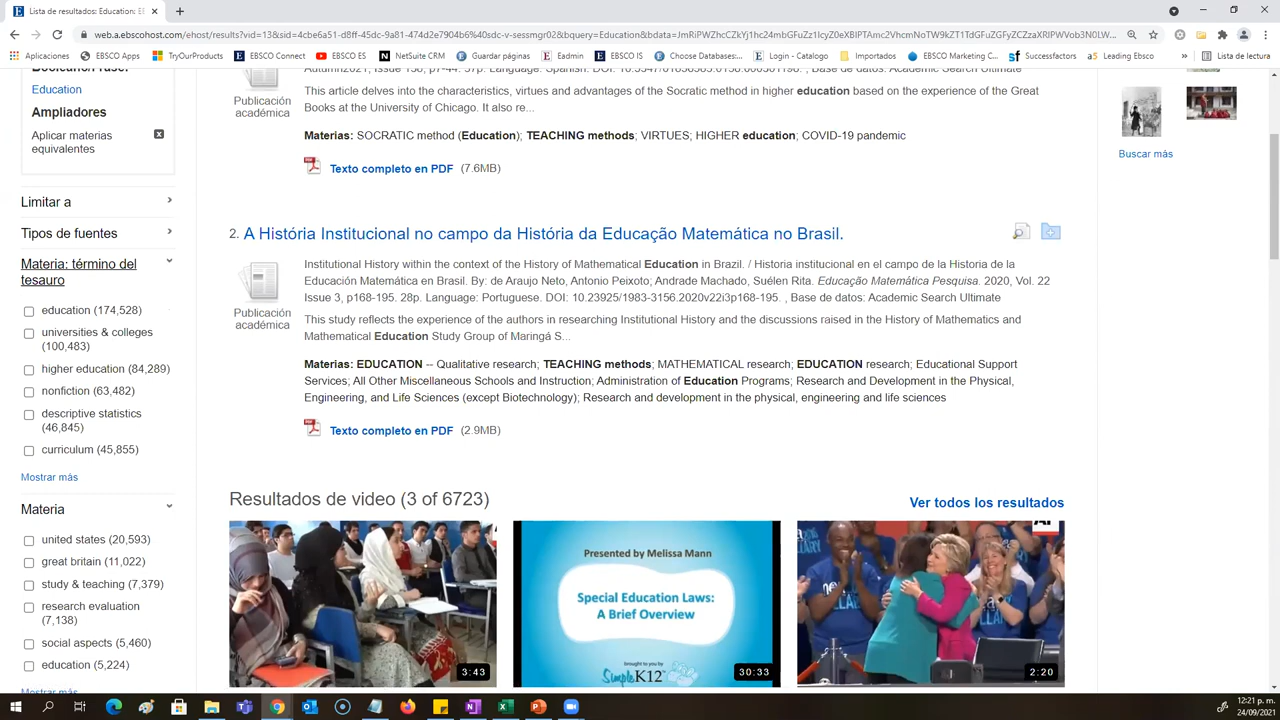 Lista de resultados: Education: EE
web.a.ebscohost.com/ehost/results?vid=13&sid=4cbe6a51-d8ff-45dc-9a81-474d2e7904b6%40sdc-v-sessmgr02&bquery=Education&bdata=JmRiPWZhcCZkYj1hc24mbGFuZz1lcyZ0eXBlPTAmc2VhcmNoTW9kZT1TdGFuZGFyZCZzaXRlPWVob3N0LW...
Aplicaciones
EBSCO Apps
TryOurProducts
EBSCO Connect
EBSCO E5
NetSuite CRM
Guardar páginas
Eadmin
EBSCO IS
Choose Databases:...
Login - Catalogo
Importados
EBSCO Marketing C...
Successfactors
Leading Ebsco
»
Lista de lectura
Education
Ampliadores
Aplicar materias
equivalentes
Limitar a
Tipos de fuentes
Materia: término del
tesauro
education (174,528)
universities & colleges
(100,483)
higher education (84,289)
nonfiction (63,482)
descriptive statistics
(46,845)
curriculum (45,855)
Mostrar más
Materia
united states (20,593)
great britain (11,022)
study & teaching (7,379)
research evaluation
(7,138)
social aspects (5,460)
education (5,224)
Mostrar más
Publicación
académica
This article delves into the characteristics, virtues and advantages of the Socratic method in higher education based on the experience of the Great
Books at the University of Chicago. It also re...
Materias: SOCRATIC method (Education); TEACHING methods; VIRTUES; HIGHER education; COVID-19 pandemic
Texto completo en PDF (7.6MB)
2. A História Institucional no campo da História da Educação Matemática no Brasil.
Publicación
académica
Institutional History within the context of the History of Mathematical Education in Brazil. / Historia institucional en el campo de la Historia de la
Educación Matemática en Brasil. By: de Araujo Neto, Antonio Peixoto; Andrade Machado, Suélen Rita. Educação Matemática Pesquisa. 2020, Vol. 22
Issue 3, p168-195. 28p. Language: Portuguese. DOI: 10.23925/1983-3156.2020v22i3p168-195. , Base de datos: Academic Search Ultimate
This study reflects the experience of the authors in researching Institutional History and the discussions raised in the History of Mathematics and
Mathematical Education Study Group of Maringá S...
Materias: EDUCATION -- Qualitative research; TEACHING methods; MATHEMATICAL research; EDUCATION research; Educational Support
Services; All Other Miscellaneous Schools and Instruction; Administration of Education Programs; Research and Development in the Physical,
Engineering, and Life Sciences (except Biotechnology); Research and development in the physical, engineering and life sciences
Texto completo en PDF (2.9MB)
Resultados de video (3 of 6723)
Ver todos los resultados
3:43
Presented by Melissa Mann
Special Education Laws:
A Brief Overview
brought to you by
SimpleK12
30:33
2:20
Buscar más
12:21 p. m.
24/09/2021